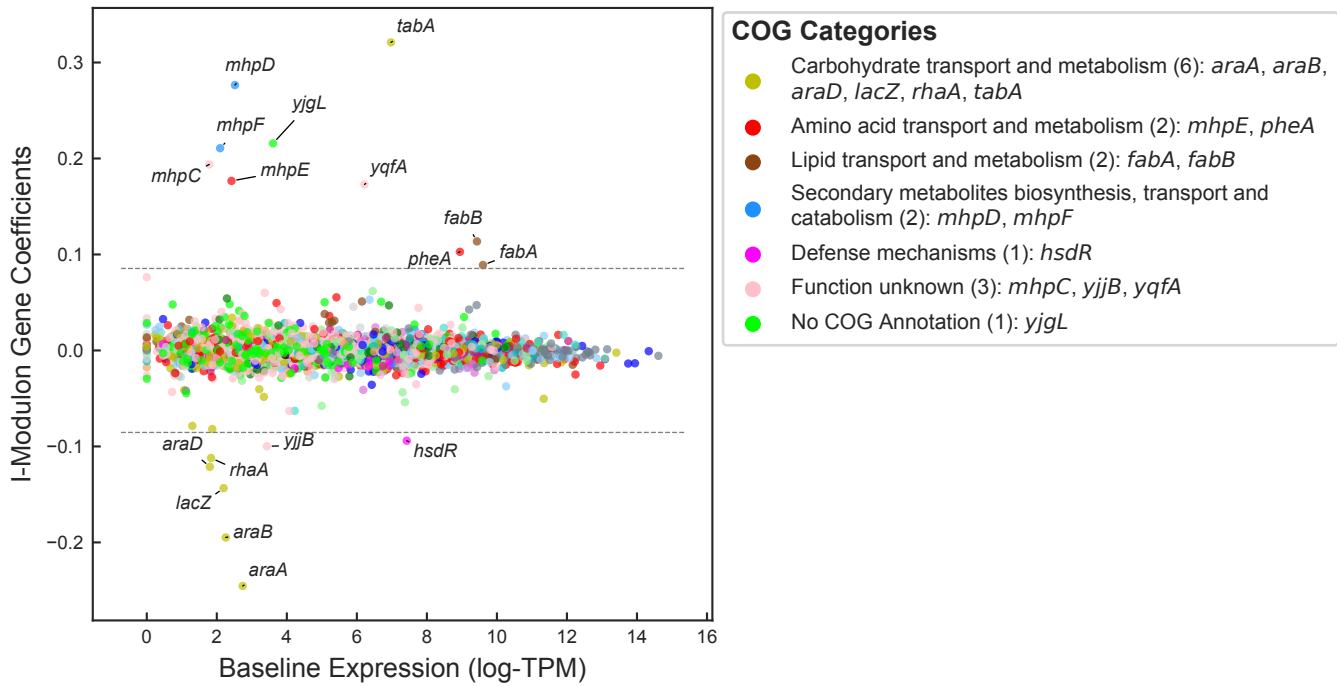 tabA
mhpD
yjgL
mhpF
mhpC
mhpE
yqfA
fabB
pheA
fabA
araD
rhaA
yjjB
hsdR
lacZ
araB
araA
0.3
0.2
0.1
0.0
−0.1
−0.2
I-Modulon Gene Coefficients
0 2 4 6 8 10 12 14 16
Baseline Expression (log-TPM)
COG Categories
Carbohydrate transport and metabolism (6): araA, araB,
araD, lacZ, rhaA, tabA
Amino acid transport and metabolism (2): mhpE, pheA
Lipid transport and metabolism (2): fabA, fabB
Secondary metabolites biosynthesis, transport and
catabolism (2): mhpD, mhpF
Defense mechanisms (1): hsdR
Function unknown (3): mhpC, yjjB, yqfA
No COG Annotation (1): yjgL